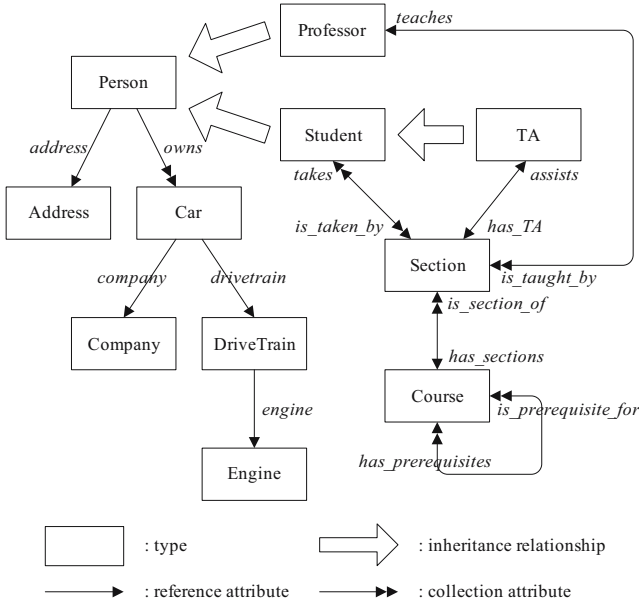 teaches
Professor
Person
Student
TA
address
owns
takes
assists
Address
Car
is_taken_by
has_TA
Section
is_taught_by
company
drivetrain
is_section_of
Company
DriveTrain
has_sections
Course
is_prerequisite_for
engine
has_prerequisites
Engine
: type
: inheritance relationship
: reference attribute
: collection attribute